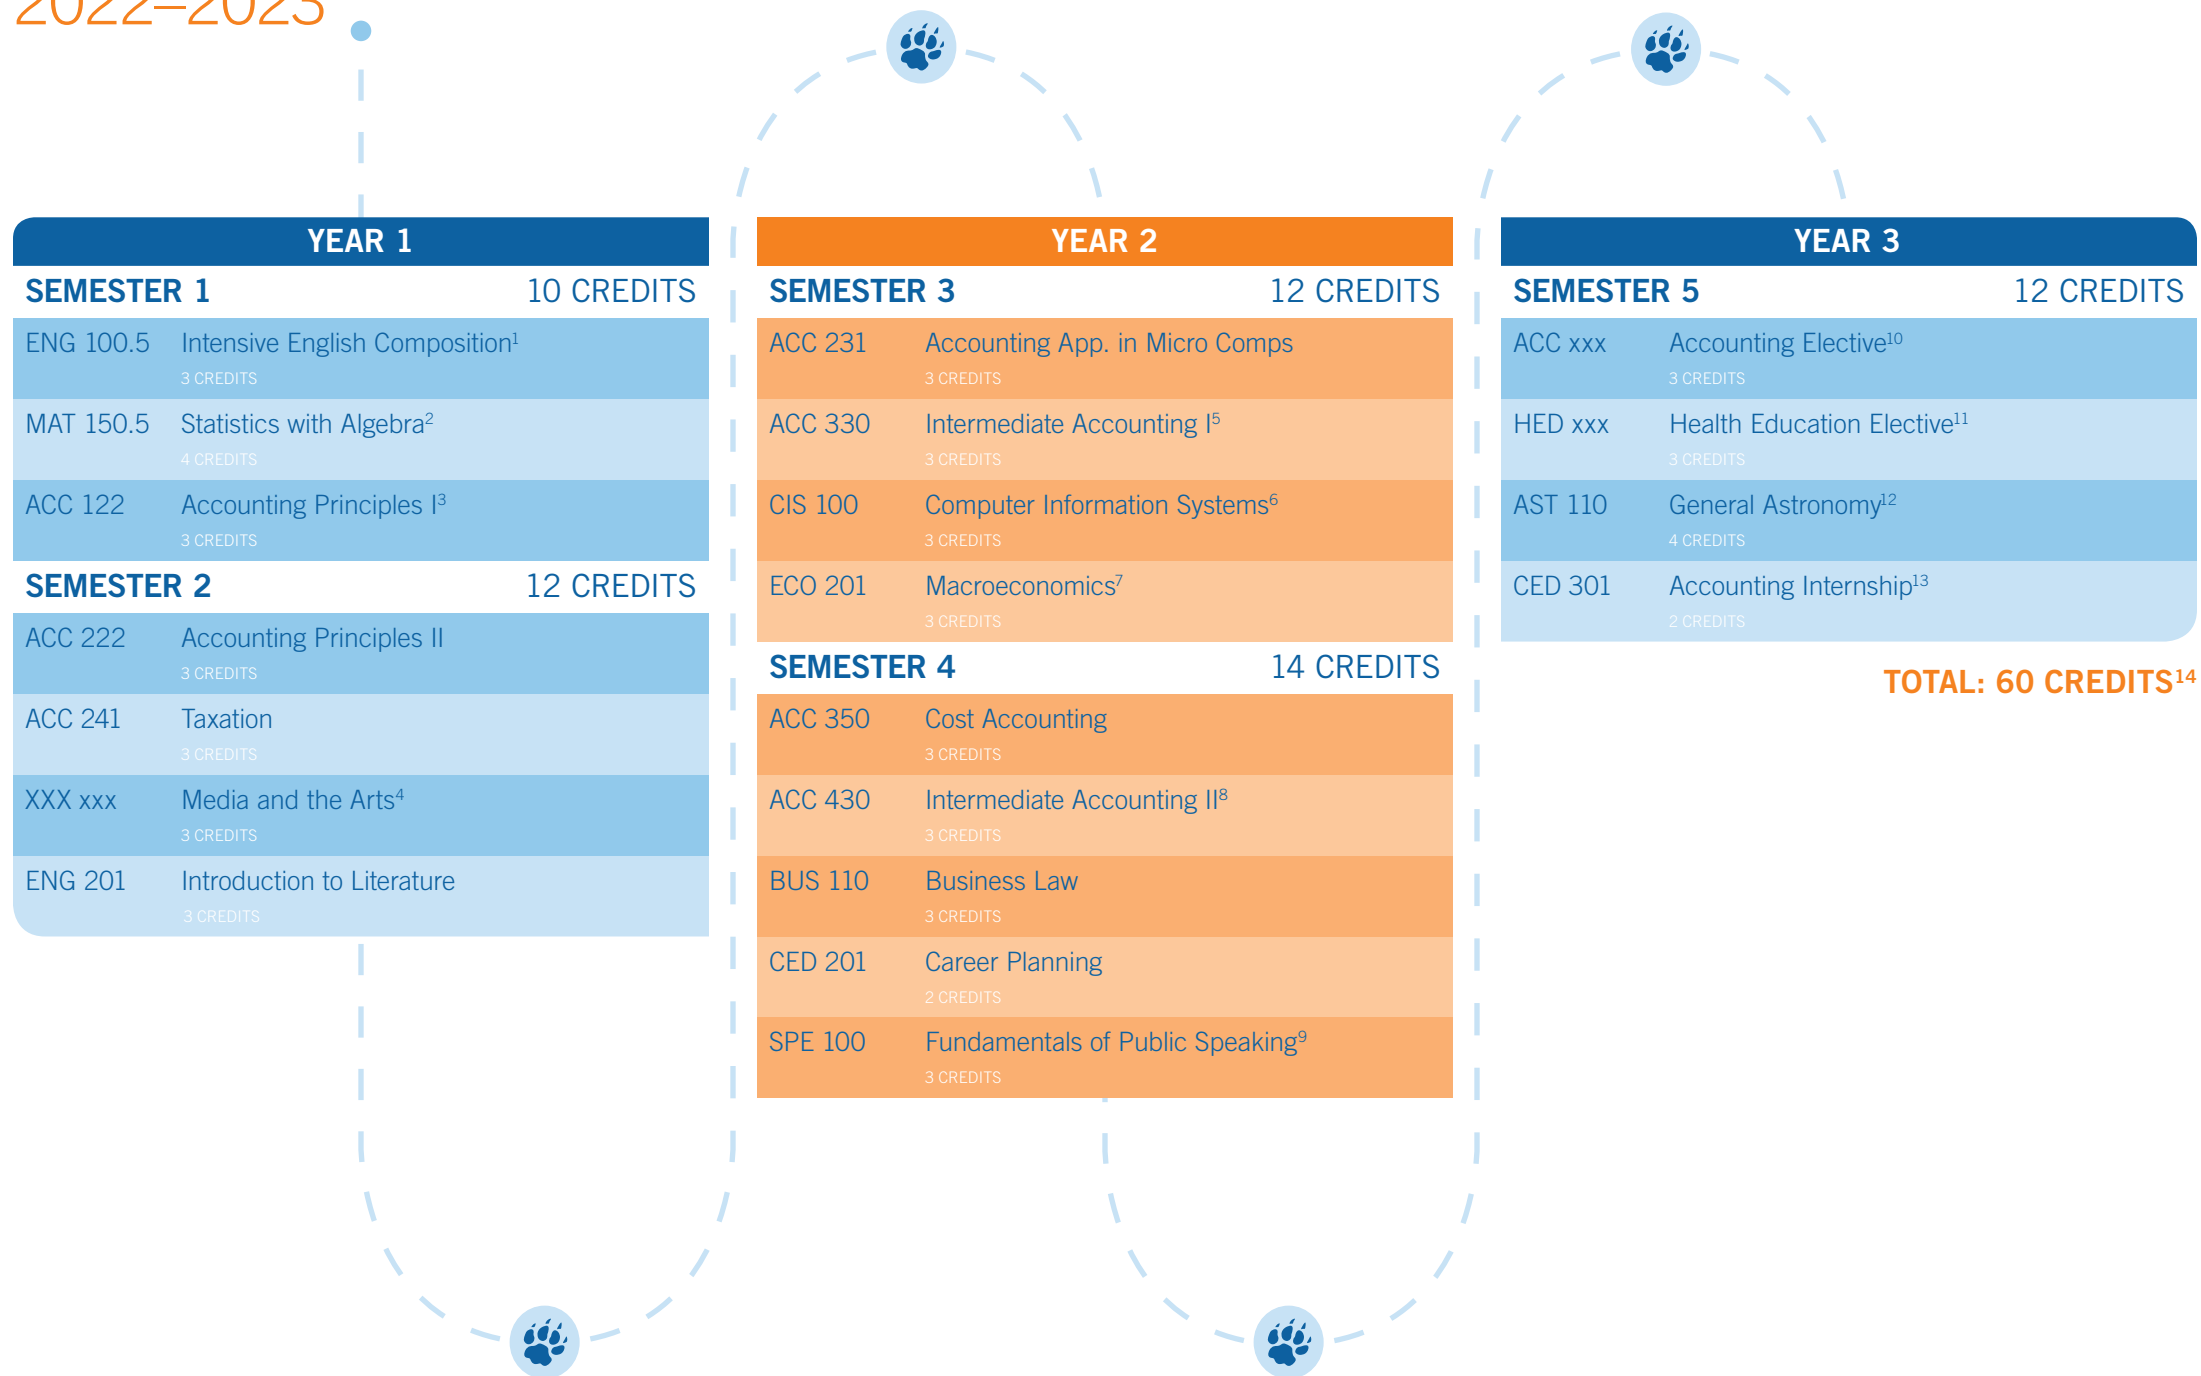 2022–2023
YEAR 1
SEMESTER 1 10 CREDITS
ENG 100.5 Intensive English Composition¹
3 CREDITS
MAT 150.5 Statistics with Algebra²
4 CREDITS
ACC 122 Accounting Principles I³
3 CREDITS
SEMESTER 2 12 CREDITS
ACC 222 Accounting Principles II
3 CREDITS
ACC 241 Taxation
3 CREDITS
XXX xxx Media and the Arts⁴
3 CREDITS
ENG 201 Introduction to Literature
3 CREDITS
YEAR 2
SEMESTER 3 12 CREDITS
ACC 231 Accounting App. in Micro Comps
3 CREDITS
ACC 330 Intermediate Accounting I⁵
3 CREDITS
CIS 100 Computer Information Systems⁶
3 CREDITS
ECO 201 Macroeconomics⁷
3 CREDITS
SEMESTER 4 14 CREDITS
ACC 350 Cost Accounting
3 CREDITS
ACC 430 Intermediate Accounting II⁸
3 CREDITS
BUS 110 Business Law
3 CREDITS
CED 201 Career Planning
2 CREDITS
SPE 100 Fundamentals of Public Speaking⁹
3 CREDITS
YEAR 3
SEMESTER 5 12 CREDITS
ACC xxx Accounting Elective¹⁰
3 CREDITS
HED xxx Health Education Elective¹¹
3 CREDITS
AST 110 General Astronomy¹²
4 CREDITS
CED 301 Accounting Internship¹³
2 CREDITS
TOTAL: 60 CREDITS¹⁴